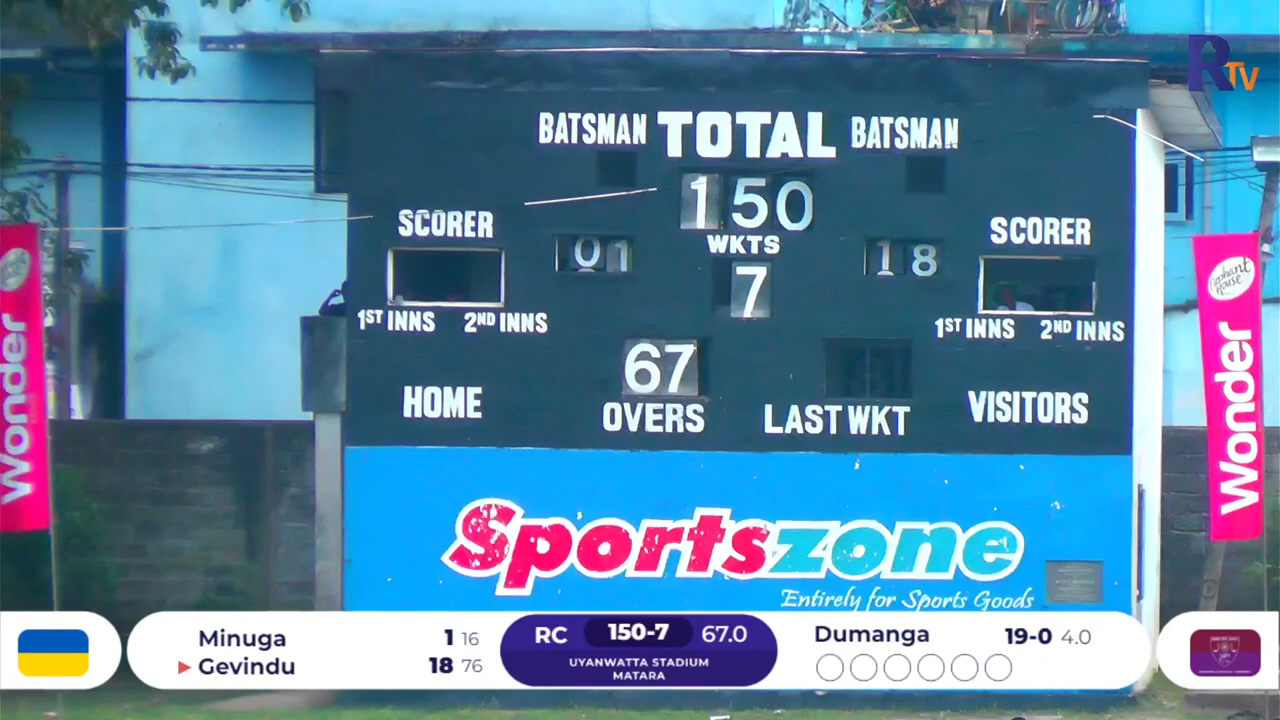 RTV
BATSMAN TOTAL BATSMAN
150
SCORER
SCORER
WKTS
01
18
7
1ST INNS 2ND INNS
1ST INNS 2ND INNS
67
HOME
OVERS
LAST WKT
VISITORS
Elephant House
Wonder
Wonder
Sportszone
Entirely for Sports Goods
Minuga 1 16
Gevindu 18 76
RC 150-7 67.0
UYANWATTA STADIUM
MATARA
Dumanga 19-0 4.0